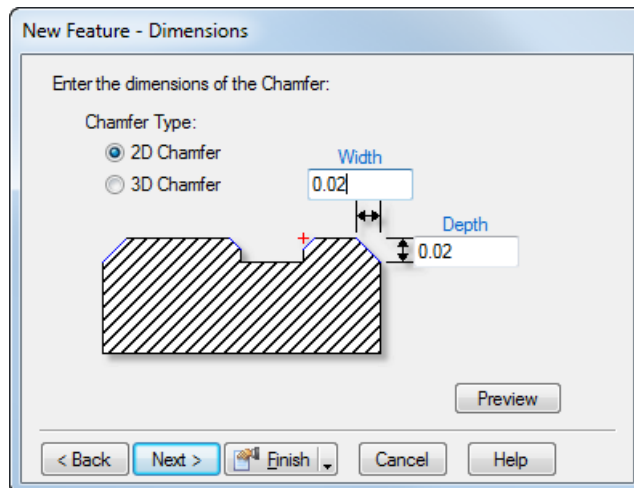 New Feature - Dimensions
Enter the dimensions of the Chamfer:
Chamfer Type:
2D Chamfer
3D Chamfer
Width
0.02
Depth
0.02
Preview
< Back Next > Finish Cancel Help